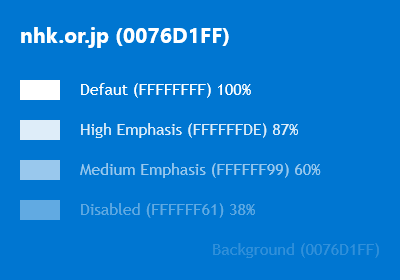 nhk.or.jp (0076D1FF)
Defaut (FFFFFFFF) 100%
High Emphasis (FFFFFFDE) 87%
Medium Emphasis (FFFFFF99) 60%
Disabled (FFFFFF61) 38%
Background (0076D1FF)